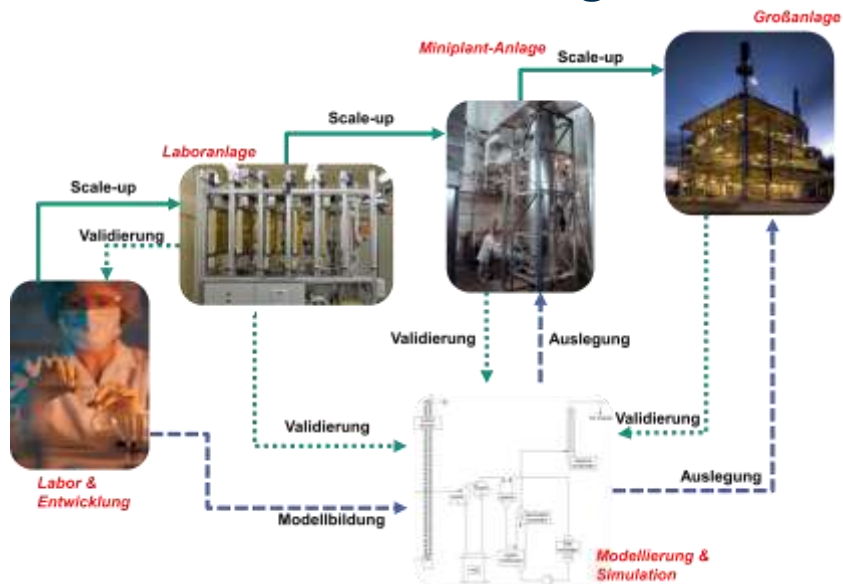 Großanlage
Miniplant-Anlage
Scale-up
Scale-up
Laboranlage
Scale-up
Validierung
Validierung
Auslegung
Validierung
Validierung
Auslegung
Labor &
Entwicklung
Modellbildung
Modellierung &
Simulation